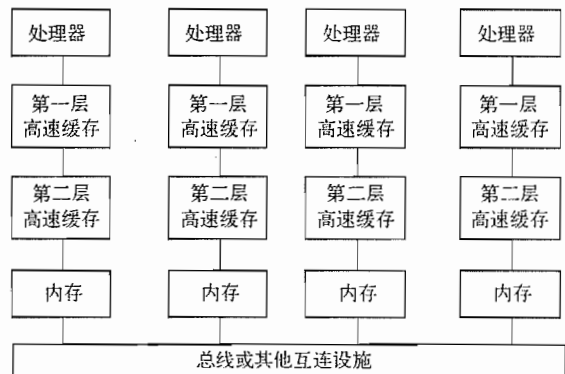 处理器 处理器 处理器 处理器
第一层 第一层 第一层 第一层
高速缓存 高速缓存 高速缓存 高速缓存
第二层 第二层 第二层 第二层
高速缓存 高速缓存 高速缓存 高速缓存
内存 内存 内存 内存
总线或其他互连设施